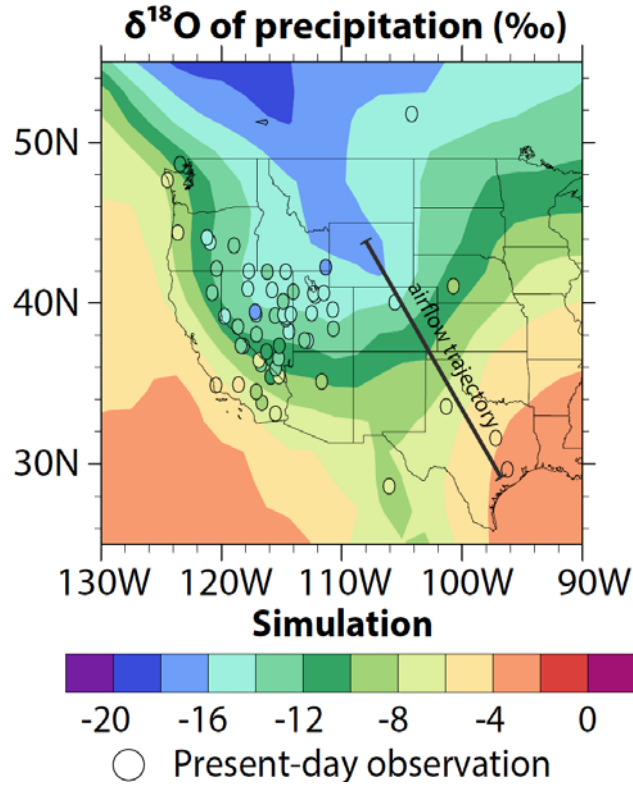 δ¹⁸O of precipitation (‰)
50N
40N
30N
airflow trajectory
130W 120W 110W 100W 90W
Simulation
-20 -16 -12 -8 -4 0
Present-day observation